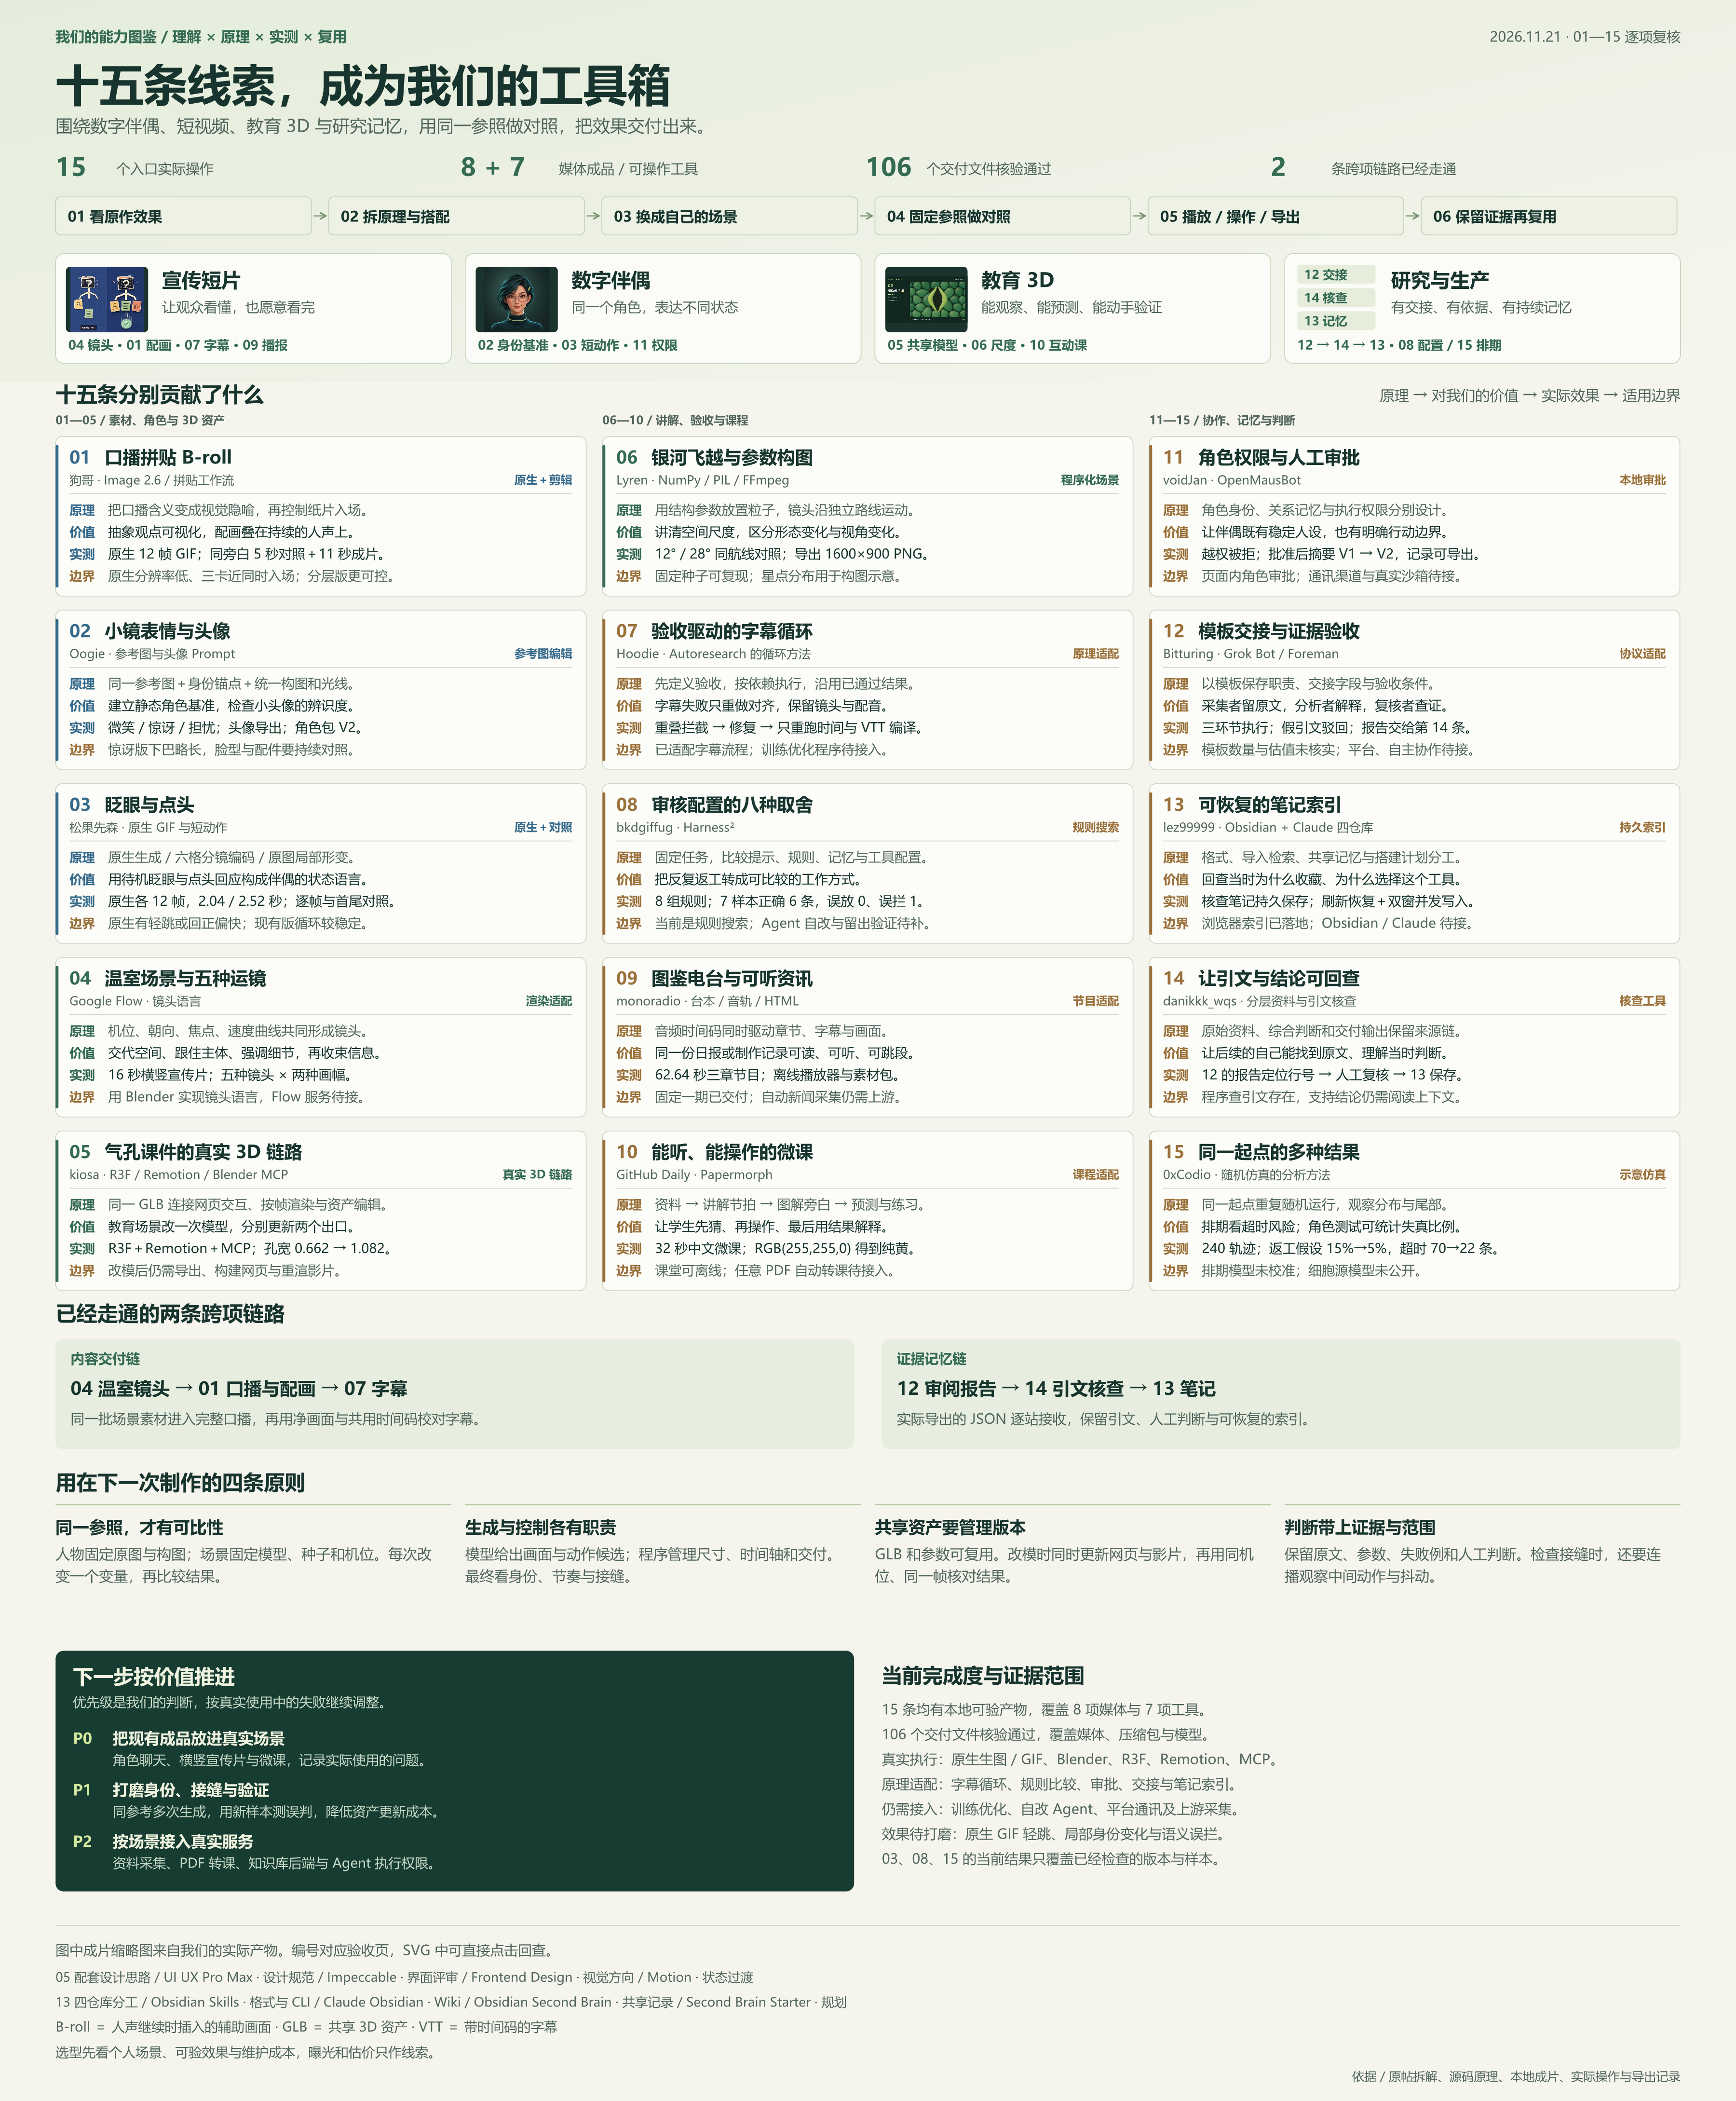 我们的能力图鉴 / 理解 × 原理 × 实测 × 复用
2026.11.21 · 01—15 逐项复核
十五条线索，成为我们的工具箱
围绕数字伴偶、短视频、教育 3D 与研究记忆，用同一参照做对照，把效果交付出来。
15 个入口实际操作
8 + 7 媒体成品 / 可操作工具
106 个交付文件核验通过
2 条跨项链路已经走通
01 看原作效果 → 02 拆原理与搭配 → 03 换成自己的场景 → 04 固定参照做对照 → 05 播放 / 操作 / 导出 → 06 保留证据再复用
宣传短片
让观众看懂，也愿意看完
04 镜头 • 01 配画 • 07 字幕 • 09 播报
数字伴偶
同一个角色，表达不同状态
02 身份基准 • 03 短动作 • 11 权限
教育 3D
能观察、能预测、能动手验证
05 共享模型 • 06 尺度 • 10 互动课
12 交接
14 核查
13 记忆
研究与生产
有交接、有依据、有持续记忆
12 → 14 → 13 • 08 配置 / 15 排期
十五条分别贡献了什么
原理 → 对我们的价值 → 实际效果 → 适用边界
01—05 / 素材、角色与 3D 资产
01 口播拼贴 B-roll
狗哥 · Image 2.6 / 拼贴工作流
原生 + 剪辑
原理 把口播含义变成视觉隐喻，再控制纸片入场。
价值 抽象观点可视化，配画叠在持续的人声上。
实测 原生 12 帧 GIF；同旁白 5 秒对照 + 11 秒成片。
边界 原生分辨率低、三卡近同时入场；分层版更可控。
02 小镜表情与头像
Oogie · 参考图与头像 Prompt
参考图编辑
原理 同一参考图 + 身份锚点 + 统一构图和光线。
价值 建立静态角色基准，检查小头像的辨识度。
实测 微笑 / 惊讶 / 担忧；头像导出；角色包 V2。
边界 惊讶版下巴略长，脸型与配件要持续对照。
03 眨眼与点头
松果先森 · 原生 GIF 与短动作
原生 + 对照
原理 原生生成 / 六格分镜编码 / 原图局部形变。
价值 用待机眨眼与点头回应构成伴偶的状态语言。
实测 原生各 12 帧，2.04 / 2.52 秒；逐帧与首尾对照。
边界 原生有轻跳或回正偏快；现有版循环较稳定。
04 温室场景与五种运镜
Google Flow · 镜头语言
渲染适配
原理 机位、朝向、焦点、速度曲线共同形成镜头。
价值 交代空间、跟住主体、强调细节，再收束信息。
实测 16 秒横竖宣传片；五种镜头 × 两种画幅。
边界 用 Blender 实现镜头语言，Flow 服务待接。
05 气孔课件的真实 3D 链路
kiosa · R3F / Remotion / Blender MCP
真实 3D 链路
原理 同一 GLB 连接网页交互、按帧渲染与资产编辑。
价值 教育场景改一次模型，分别更新两个出口。
实测 R3F + Remotion + MCP；孔宽 0.662 → 1.082。
边界 改模后仍需导出、构建网页与重渲影片。
06—10 / 讲解、验收与课程
06 银河飞越与参数构图
Lyren · NumPy / PIL / FFmpeg
程序化场景
原理 用结构参数放置粒子，镜头沿独立路线运动。
价值 讲清空间尺度，区分形态变化与视角变化。
实测 12° / 28° 同航线对照；导出 1600×900 PNG。
边界 固定种子可复现；星点分布用于构图示意。
07 验收驱动的字幕循环
Hoodie · Autoresearch 的循环方法
原理适配
原理 先定义验收，按依赖执行，沿用已通过结果。
价值 字幕失败只重做对齐，保留镜头与配音。
实测 重叠拦截 → 修复 → 只重跑时间与 VTT 编译。
边界 已适配字幕流程；训练优化程序待接入。
08 审核配置的八种取舍
bkdgiffug · Harness²
规则搜索
原理 固定任务，比较提示、规则、记忆与工具配置。
价值 把反复返工转成可比较的工作方式。
实测 8 组规则；7 样本正确 6 条，误放 0、误拦 1。
边界 当前是规则搜索；Agent 自改与留出验证待补。
09 图鉴电台与可听资讯
monoradio · 台本 / 音轨 / HTML
节目适配
原理 音频时间码同时驱动章节、字幕与画面。
价值 同一份日报或制作记录可读、可听、可跳段。
实测 62.64 秒三章节目；离线播放器与素材包。
边界 固定一期已交付；自动新闻采集仍需上游。
10 能听、能操作的微课
GitHub Daily · Papermorph
课程适配
原理 资料 → 讲解节拍 → 图解旁白 → 预测与练习。
价值 让学生先猜、再操作、最后用结果解释。
实测 32 秒中文微课；RGB(255,255,0) 得到纯黄。
边界 课堂可离线；任意 PDF 自动转课待接入。
11—15 / 协作、记忆与判断
11 角色权限与人工审批
voidJan · OpenMausBot
本地审批
原理 角色身份、关系记忆与执行权限分别设计。
价值 让伴偶既有稳定人设，也有明确行动边界。
实测 越权被拒；批准后摘要 V1 → V2，记录可导出。
边界 页面内角色审批；通讯渠道与真实沙箱待接。
12 模板交接与证据验收
Bitturing · Grok Bot / Foreman
协议适配
原理 以模板保存职责、交接字段与验收条件。
价值 采集者留原文，分析者解释，复核者查证。
实测 三环节执行；假引文驳回；报告交给第 14 条。
边界 模板数量与估值未核实；平台、自主协作待接。
13 可恢复的笔记索引
lez99999 · Obsidian + Claude 四仓库
持久索引
原理 格式、导入检索、共享记忆与搭建计划分工。
价值 回查当时为什么收藏、为什么选择这个工具。
实测 核查笔记持久保存；刷新恢复 + 双窗并发写入。
边界 浏览器索引已落地；Obsidian / Claude 待接。
14 让引文与结论可回查
danikkk_wqs · 分层资料与引文核查
核查工具
原理 原始资料、综合判断和交付输出保留来源链。
价值 让后续的自己能找到原文、理解当时判断。
实测 12 的报告定位行号 → 人工复核 → 13 保存。
边界 程序查引文存在，支持结论仍需阅读上下文。
15 同一起点的多种结果
0xCodio · 随机仿真的分析方法
示意仿真
原理 同一起点重复随机运行，观察分布与尾部。
价值 排期看超时风险；角色测试可统计失真比例。
实测 240 轨迹；返工假设 15%→5%，超时 70→22 条。
边界 排期模型未校准；细胞源模型未公开。
已经走通的两条跨项链路
内容交付链
04 温室镜头 → 01 口播与配画 → 07 字幕
同一批场景素材进入完整口播，再用净画面与共用时间码校对字幕。
证据记忆链
12 审阅报告 → 14 引文核查 → 13 笔记
实际导出的 JSON 逐站接收，保留引文、人工判断与可恢复的索引。
用在下一次制作的四条原则
同一参照，才有可比性
人物固定原图与构图；场景固定模型、种子和机位。每次改
变一个变量，再比较结果。
生成与控制各有职责
模型给出画面与动作候选；程序管理尺寸、时间轴和交付。
最终看身份、节奏与接缝。
共享资产要管理版本
GLB 和参数可复用。改模时同时更新网页与影片，再用同机
位、同一帧核对结果。
判断带上证据与范围
保留原文、参数、失败例和人工判断。检查接缝时，还要连
播观察中间动作与抖动。
下一步按价值推进
优先级是我们的判断，按真实使用中的失败继续调整。
P0 把现有成品放进真实场景
角色聊天、横竖宣传片与微课，记录实际使用的问题。
P1 打磨身份、接缝与验证
同参考多次生成，用新样本测误判，降低资产更新成本。
P2 按场景接入真实服务
资料采集、PDF 转课、知识库后端与 Agent 执行权限。
当前完成度与证据范围
15 条均有本地可验产物，覆盖 8 项媒体与 7 项工具。
106 个交付文件核验通过，覆盖媒体、压缩包与模型。
真实执行：原生生图 / GIF、Blender、R3F、Remotion、MCP。
原理适配：字幕循环、规则比较、审批、交接与笔记索引。
仍需接入：训练优化、自改 Agent、平台通讯及上游采集。
效果待打磨：原生 GIF 轻跳、局部身份变化与语义误拦。
03、08、15 的当前结果只覆盖已经检查的版本与样本。
图中成片缩略图来自我们的实际产物。编号对应验收页，SVG 中可直接点击回查。
05 配套设计思路 / UI UX Pro Max · 设计规范 / Impeccable · 界面评审 / Frontend Design · 视觉方向 / Motion · 状态过渡
13 四仓库分工 / Obsidian Skills · 格式与 CLI / Claude Obsidian · Wiki / Obsidian Second Brain · 共享记录 / Second Brain Starter · 规划
B-roll = 人声继续时插入的辅助画面 · GLB = 共享 3D 资产 · VTT = 带时间码的字幕
选型先看个人场景、可验效果与维护成本，曝光和估价只作线索。
依据 / 原帖拆解、源码原理、本地成片、实际操作与导出记录